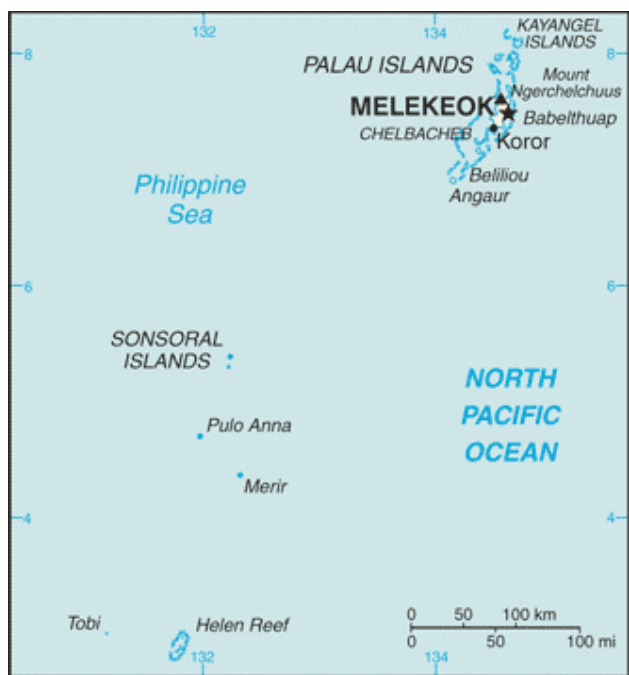 132
134
KAYANGEL
ISLANDS
8
8
PALAU ISLANDS
Mount
Ngerchelchuus
MELEKEOK
Babelthuap
CHELBACHEB
Koror
Beliliou
Angaur
Philippine
Sea
6
6
SONSORAL
ISLANDS
NORTH
PACIFIC
OCEAN
Pulo Anna
Merir
4
4
0 50 100 km
0 50 100 mi
Tobi
Helen Reef
132
134